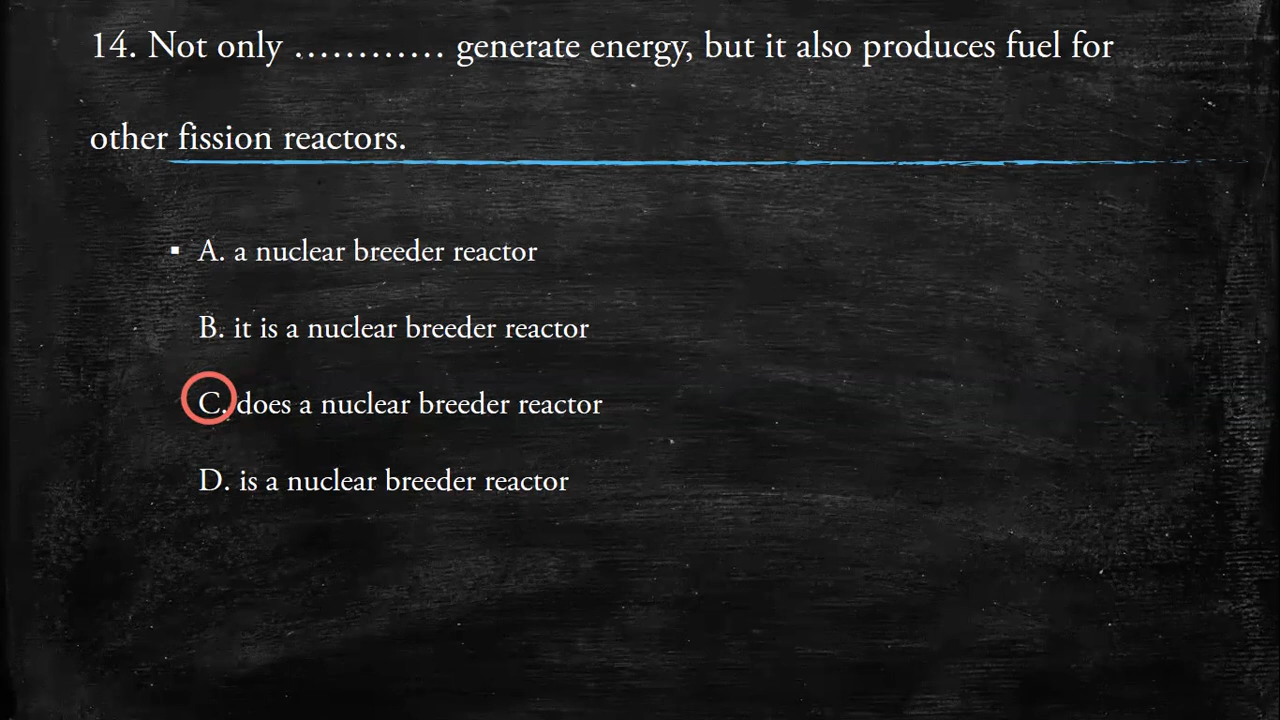 14. Not only ………… generate energy, but it also produces fuel for
other fission reactors.
▪ A. a nuclear breeder reactor
B. it is a nuclear breeder reactor
C. does a nuclear breeder reactor
D. is a nuclear breeder reactor